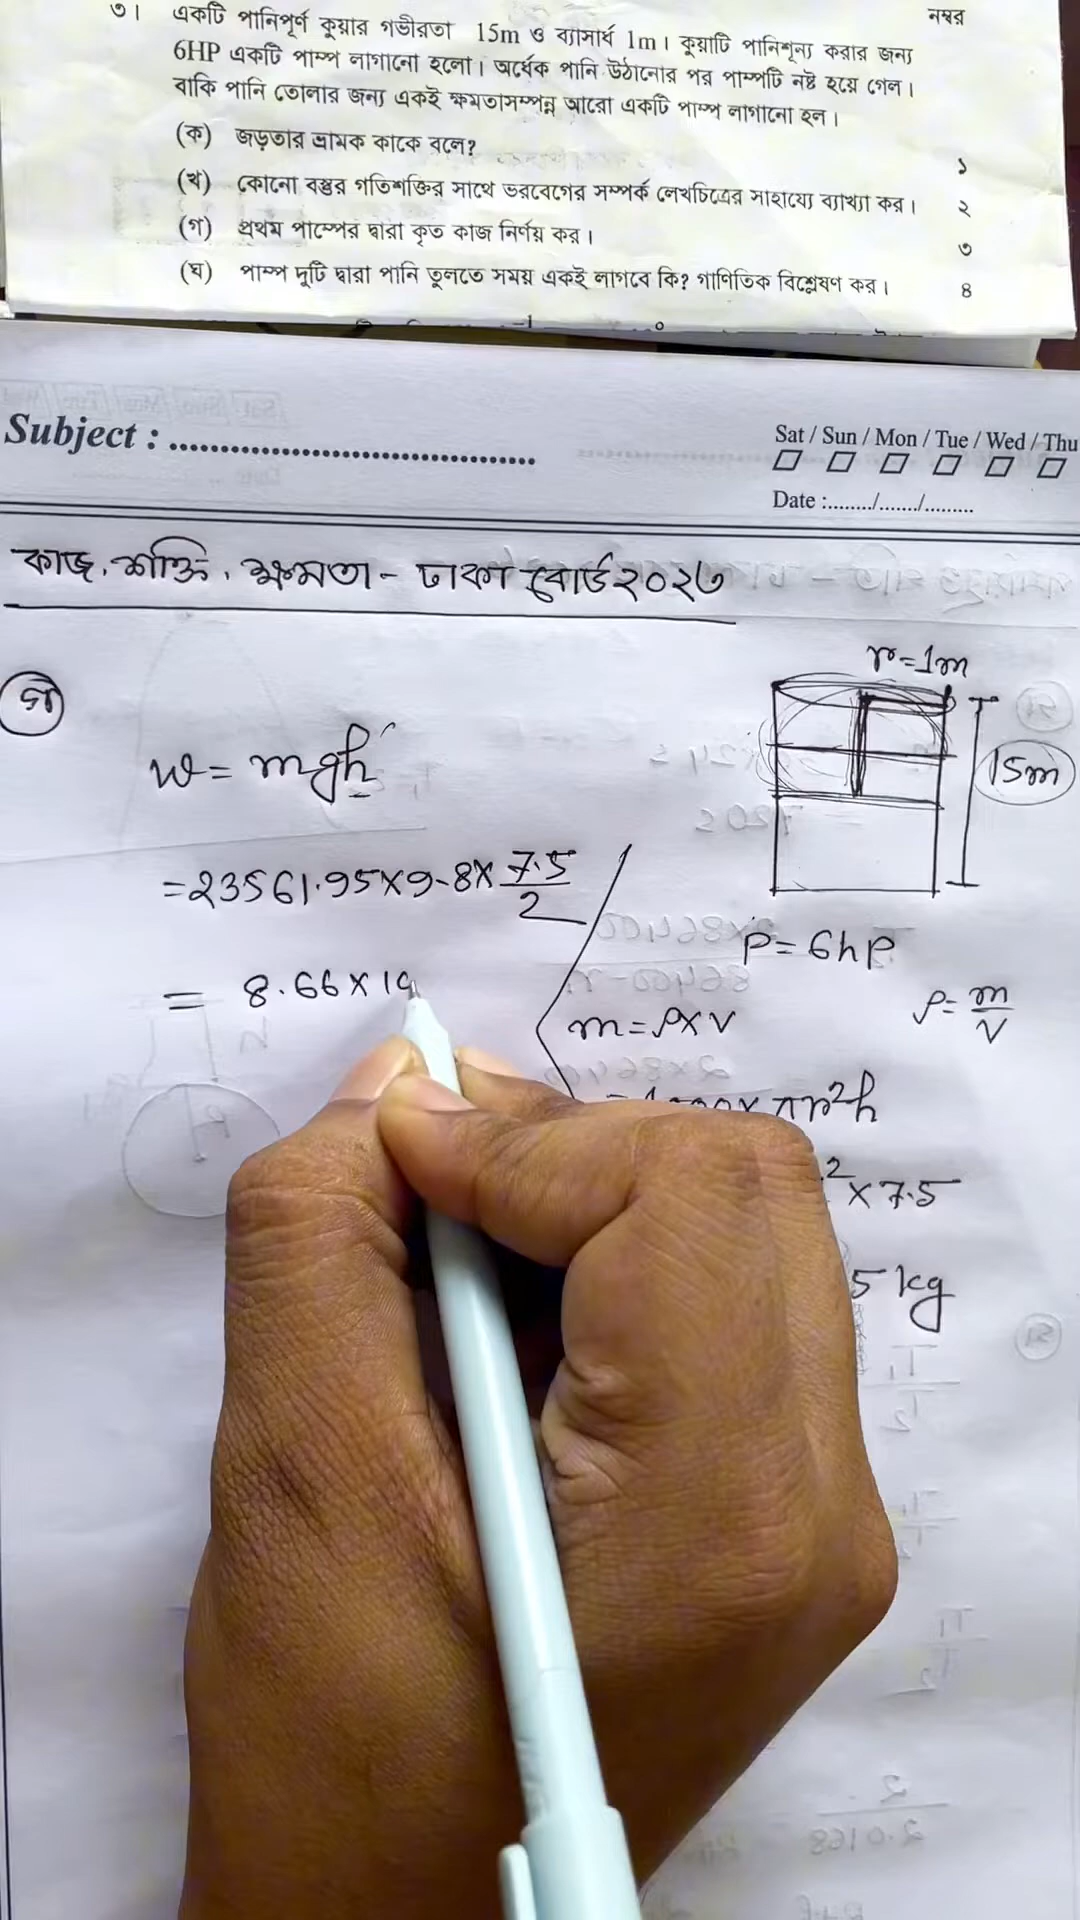 ৩। একটি পানিপূর্ণ কুয়ার গভীরতা 15m ও ব্যাসার্ধ 1m। কুয়াটি পানিশূন্য করার জন্য
নম্বর
6HP একটি পাম্প লাগানো হলো। অর্ধেক পানি উঠানোর পর পাম্পটি নষ্ট হয়ে গেল।
বাকি পানি তোলার জন্য একই ক্ষমতাসম্পন্ন আরো একটি পাম্প লাগানো হল।
(ক) জড়তার ভ্রামক কাকে বলে? ১
(খ) কোনো বস্তুর গতিশক্তির সাথে ভরবেগের সম্পর্ক লেখচিত্রের সাহায্যে ব্যাখ্যা কর। ২
(গ) প্রথম পাম্পের দ্বারা কৃত কাজ নির্ণয় কর। ৩
(ঘ) পাম্প দুটি দ্বারা পানি তুলতে সময় একই লাগবে কি? গাণিতিক বিশ্লেষণ কর। ৪
Subject :
Sat / Sun / Mon / Tue / Wed / Thu
Date :......../......./.........
কাজ, শক্তি, ক্ষমতা - ঢাকা বোর্ড ২০২৩
r=1m
গ
15m
w = mgh
=23561.95×9.8×7.5/2
P= 6hp
= 8.66×10
m=ρ×v
ρ=m/v
πr²h
²×7.5
5 kg